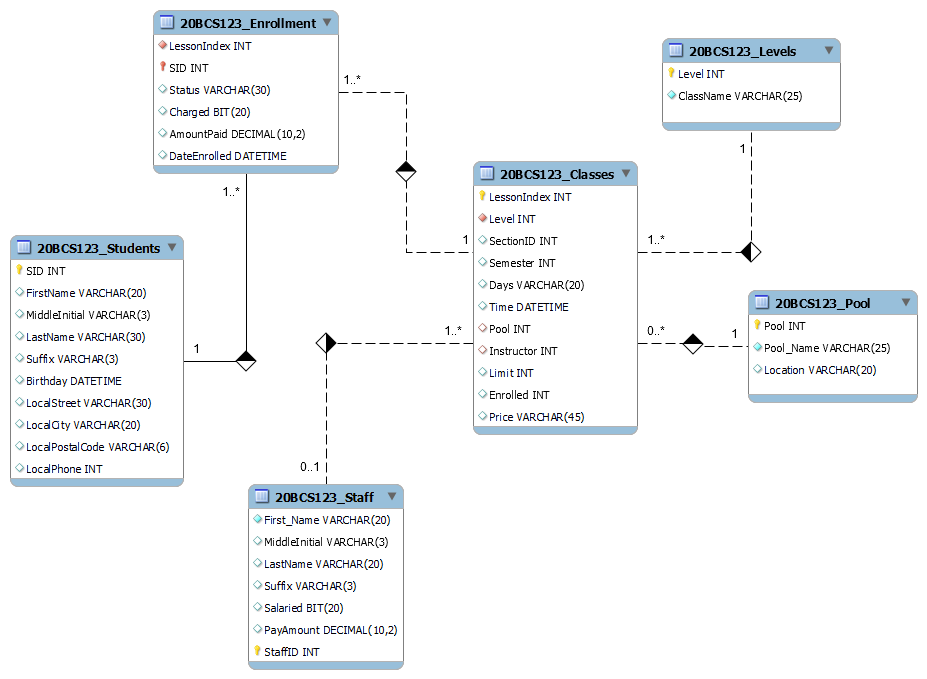 20BCS123_Enrollment
LessonIndex INT
SID INT
Status VARCHAR(30)
Charged BIT(20)
AmountPaid DECIMAL(10,2)
DateEnrolled DATETIME
1..*
1..*
20BCS123_Levels
Level INT
ClassName VARCHAR(25)
1
20BCS123_Classes
LessonIndex INT
Level INT
SectionID INT
Semester INT
Days VARCHAR(20)
Time DATETIME
Pool INT
Instructor INT
Limit INT
Enrolled INT
Price VARCHAR(45)
1
1..*
1..*
0..*
20BCS123_Students
SID INT
FirstName VARCHAR(20)
MiddleInitial VARCHAR(3)
LastName VARCHAR(30)
Suffix VARCHAR(3)
Birthday DATETIME
LocalStreet VARCHAR(30)
LocalCity VARCHAR(20)
LocalPostalCode VARCHAR(6)
LocalPhone INT
1
20BCS123_Pool
Pool INT
Pool_Name VARCHAR(25)
Location VARCHAR(20)
1
0..1
20BCS123_Staff
First_Name VARCHAR(20)
MiddleInitial VARCHAR(3)
LastName VARCHAR(20)
Suffix VARCHAR(3)
Salaried BIT(20)
PayAmount DECIMAL(10,2)
StaffID INT